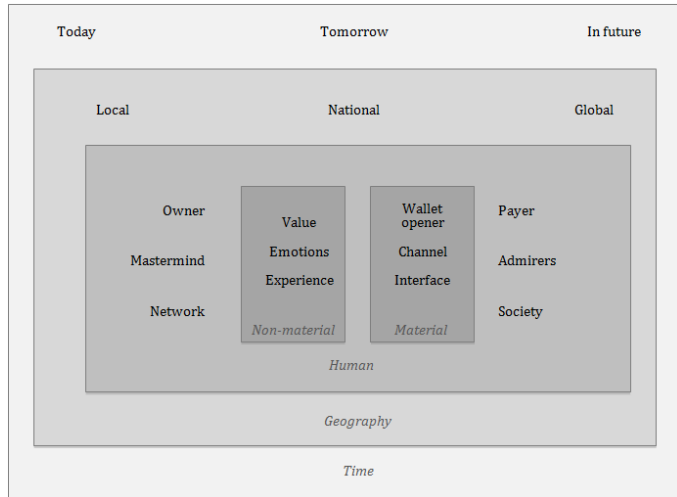 Today Tomorrow In future
Local National Global
Owner
Mastermind
Network
Value
Emotions
Experience
Non-material
Wallet
opener
Channel
Interface
Material
Payer
Admirers
Society
Human
Geography
Time